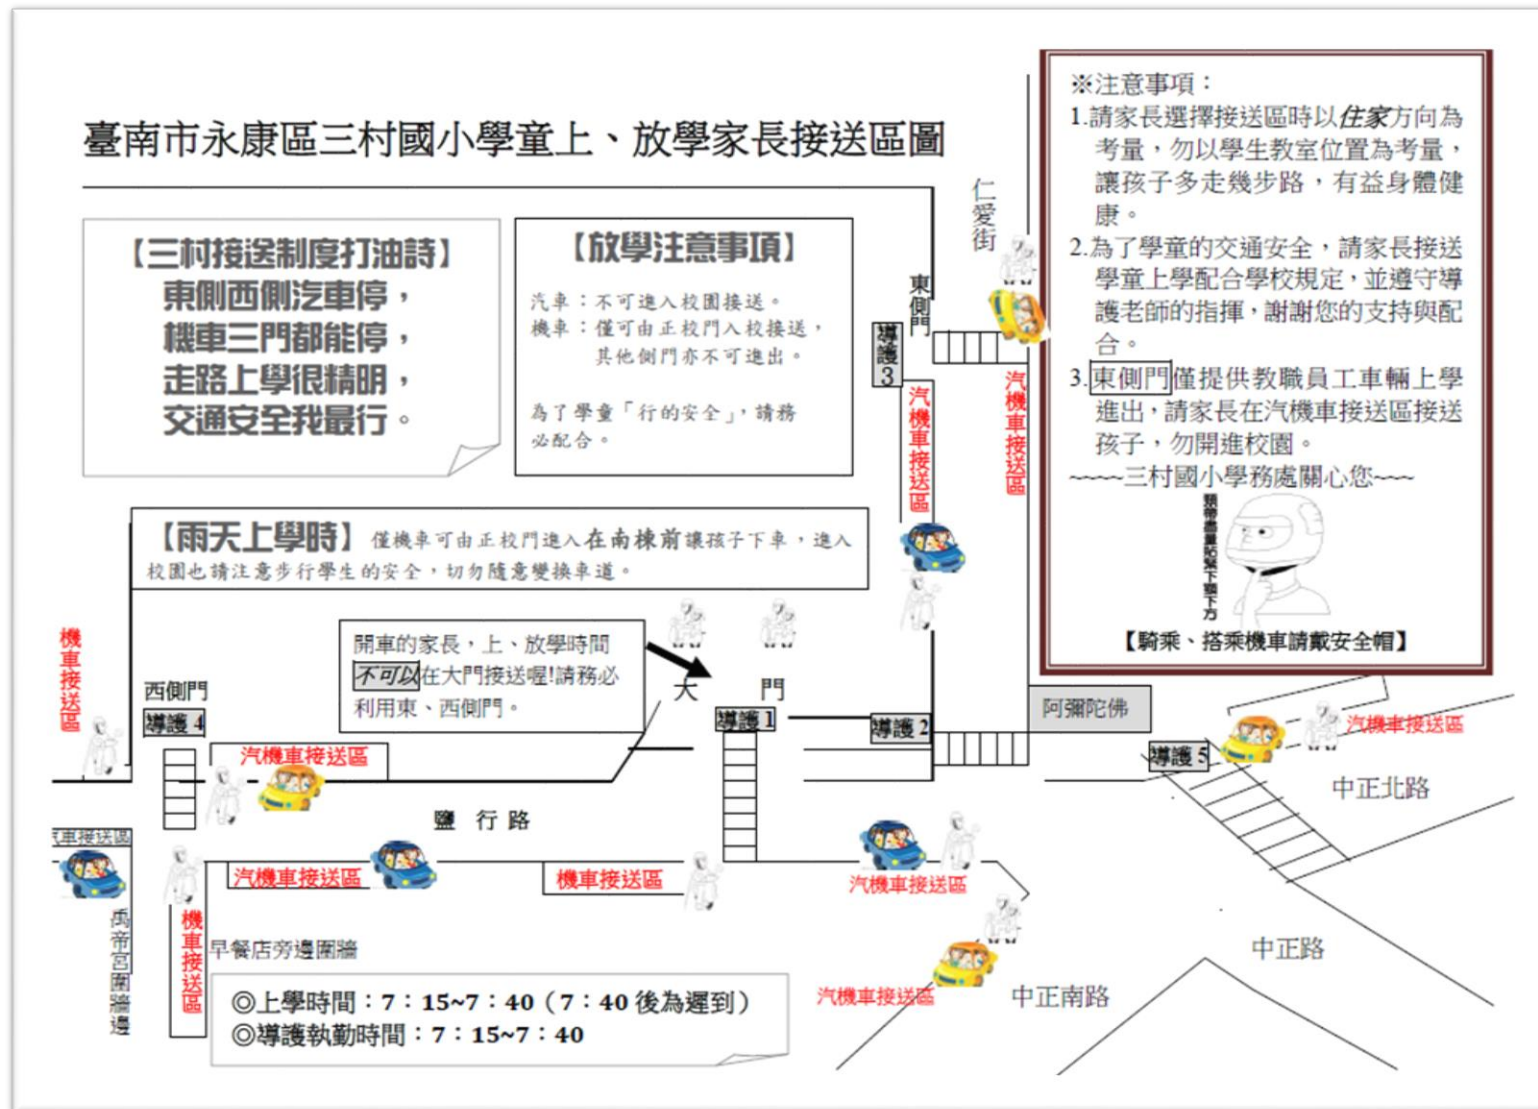 臺南市永康區三村國小學童上、放學家長接送區圖
【三村接送制度打油詩】
東側西側汽車停，
機車三門都能停，
走路上學很精明，
交通安全我最行。
【放學注意事項】
汽車：不可進入校園接送。
機車：僅可由正校門入校接送，
其他側門亦不可進出。
為了學童「行的安全」，請務
必配合。
仁愛街
東側門
導護3
汽機車接送區
汽機車接送區
※注意事項：
1.請家長選擇接送區時以住家方向為
考量，勿以學生教室位置為考量，
讓孩子多走幾步路，有益身體健
康。
2.為了學童的交通安全，請家長接送
學童上學配合學校規定，並遵守導
護老師的指揮，謝謝您的支持與配
合。
3.東側門僅提供教職員工車輛上學
進出，請家長在汽機車接送區接送
孩子，勿開進校園。
~~~~~三村國小學務處關心您~~~~
頸帶盡量貼緊下顎下方
【騎乘、搭乘機車請戴安全帽】
【雨天上學時】僅機車可由正校門進入在南棟前讓孩子下車，進入
校園也請注意步行學生的安全，切勿隨意變換車道。
機車接送區
西側門
導護 4
開車的家長，上、放學時間
不可以在大門接送喔!請務必
利用東、西側門。
大 門
導護 1
導護 2
阿彌陀佛
導護 5
汽機車接送區
中正北路
汽機車接送區
鹽 行 路
車接送區
汽機車接送區
機車接送區
汽機車接送區
禹帝宮圍牆邊
機車接送區
早餐店旁邊圍牆
中正路
汽機車接送區
中正南路
◎上學時間：7：15~7：40（7：40 後為遲到）
◎導護執勤時間：7：15~7：40